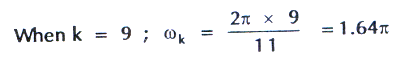 When k = 9 ; ωₖ = 2π × 9 / 11 = 1.64π